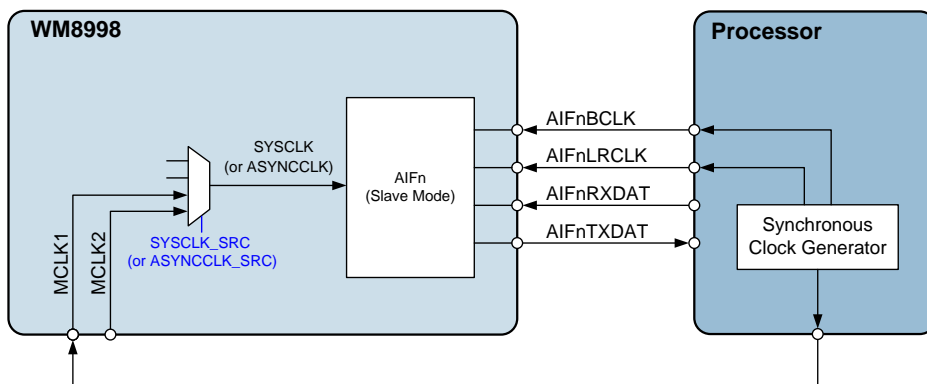 WM8998
Processor
AIFnBCLK
SYSCLK
(or ASYNCCLK)
AIFnLRCLK
AIFn
(Slave Mode)
AIFnRXDAT
Synchronous
Clock Generator
AIFnTXDAT
SYSCLK_SRC
(or ASYNCCLK_SRC)
MCLK1
MCLK2